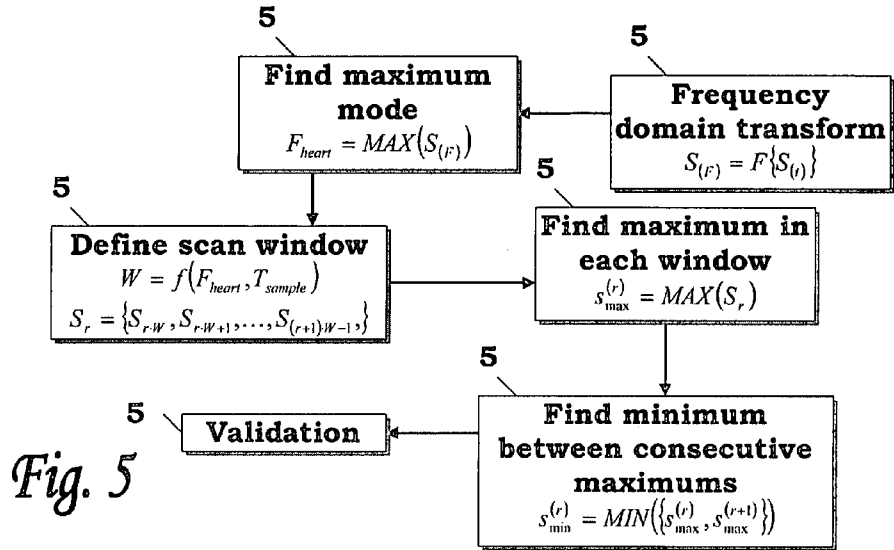 5
Frequency
domain transform
S_(F) = F{S_(t)}
5
Find maximum
mode
F_heart = MAX(S_(F))
5
Define scan window
W = f(F_heart, T_sample)
S_r = {S_r·W, S_r·W+1, ..., S_(r+1)·W−1,}
5
Find maximum in
each window
s_max^(r) = MAX(S_r)
5
Find minimum
between consecutive
maximums
s_min^(r) = MIN({s_max^(r), s_max^(r+1)})
5
Validation
Fig. 5